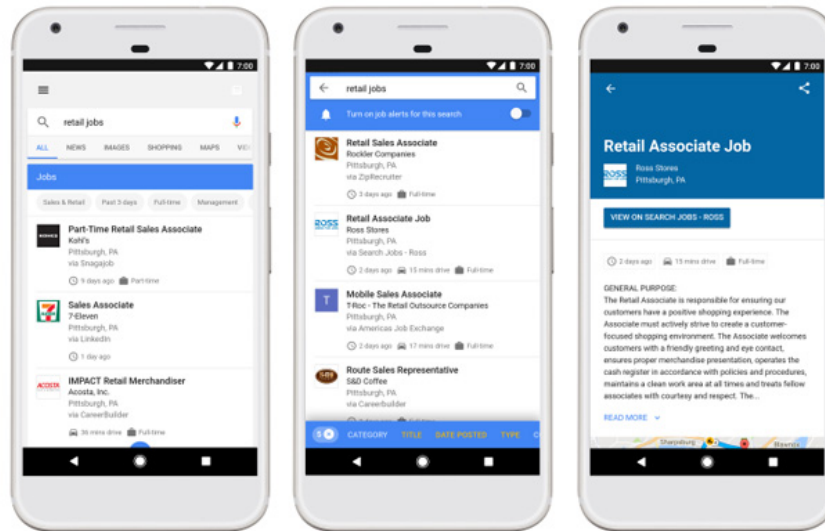 7:00
retail jobs
ALL NEWS IMAGES SHOPPING MAPS
Jobs
Sales & Retail Past 3 days Full-time Management
Part-Time Retail Sales Associate
Kohl's
Pittsburgh, PA
via Snagajob
9 days ago Part-time
Sales Associate
7-Eleven
Pittsburgh, PA
via LinkedIn
1 day ago
ACOSTA
IMPACT Retail Merchandiser
Acosta, Inc.
Pittsburgh, PA
via CareerBuilder
36 mins drive Full-time
7:00
retail jobs
Turn on job alerts for this search
Retail Sales Associate
Rockler Companies
Pittsburgh, PA
via ZipRecruiter
3 days ago Full-time
ROSS
Retail Associate Job
Ross Stores
Pittsburgh, PA
via Search Jobs - Ross
2 days ago 15 mins drive Full-time
T
Mobile Sales Associate
T-Roc - The Retail Outsource Companies
Pittsburgh, PA
via Americas Job Exchange
2 days ago 17 mins drive Full-time
Route Sales Representative
S&D Coffee
Pittsburgh, PA
via Careerbuilder
CATEGORY TITLE DATE POSTED TYPE
7:00
Retail Associate Job
ROSS
Ross Stores
Pittsburgh, PA
VIEW ON SEARCH JOBS - ROSS
2 days ago 15 mins drive Full-time
GENERAL PURPOSE:
The Retail Associate is responsible for ensuring our
customers have a positive shopping experience. The
Associate must actively strive to create a customer-
focused shopping environment. The Associate welcomes
customers with a friendly greeting and eye contact,
ensures proper merchandise presentation, operates the
cash register in accordance with policies and procedures,
maintains a clean work area at all times and treats fellow
associates with courtesy and respect. The...
READ MORE
Sharpsburg